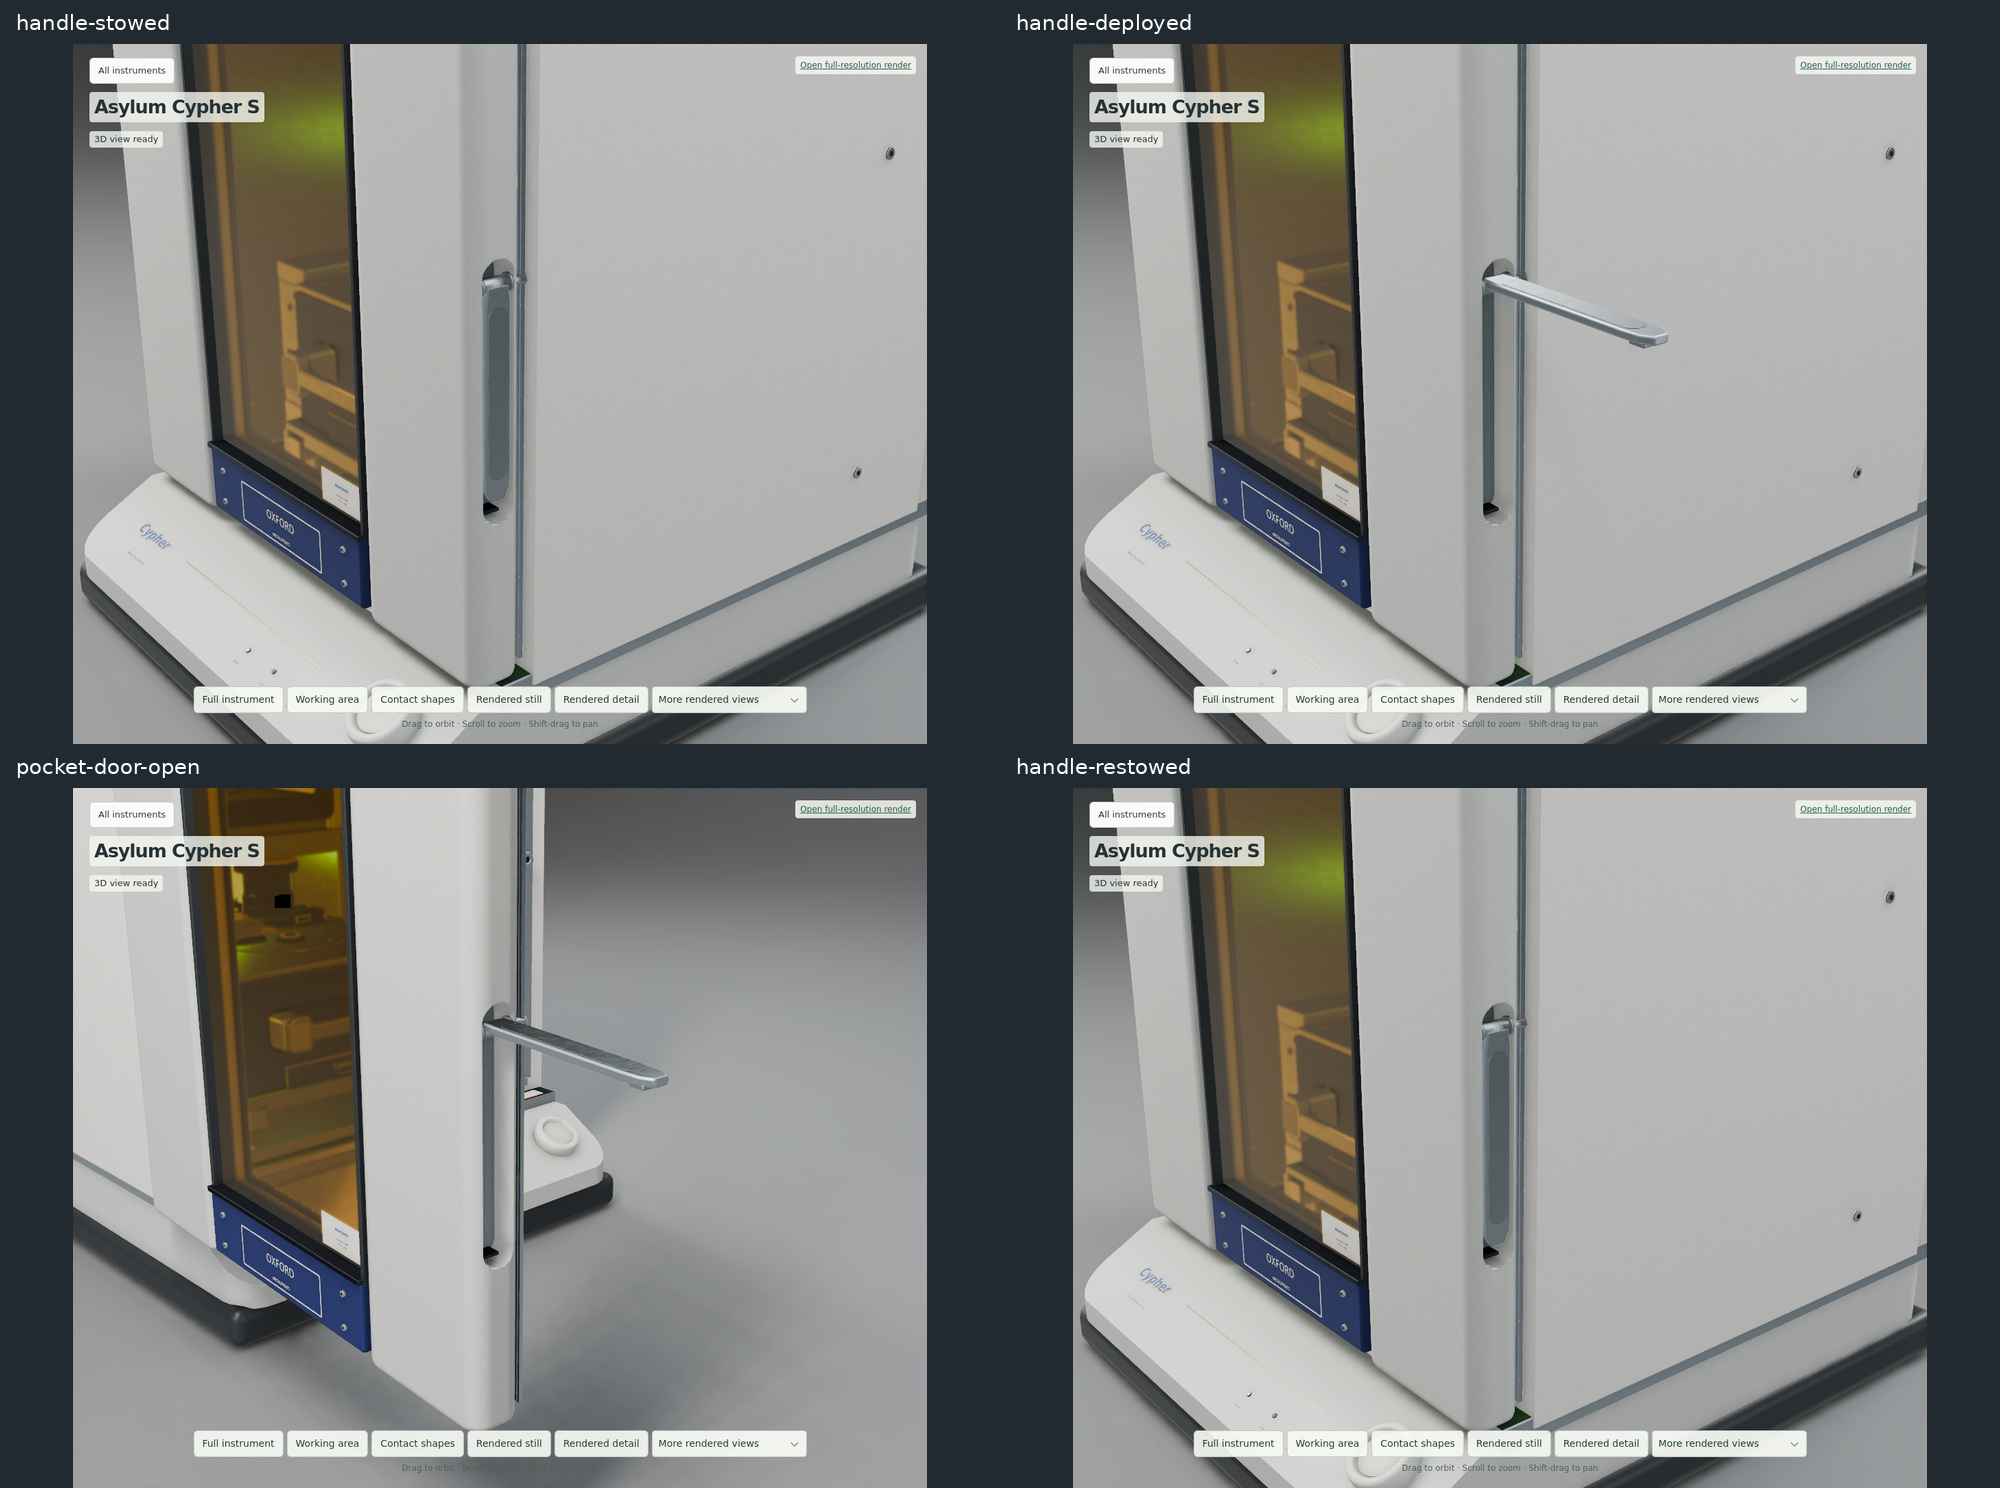 handle-stowed
All instruments
Open full-resolution render
Asylum Cypher S
3D view ready
OXFORD
Cypher
Full instrument
Working area
Contact shapes
Rendered still
Rendered detail
More rendered views
Drag to orbit · Scroll to zoom · Shift-drag to pan
handle-deployed
All instruments
Open full-resolution render
Asylum Cypher S
3D view ready
OXFORD
Cypher
Full instrument
Working area
Contact shapes
Rendered still
Rendered detail
More rendered views
Drag to orbit · Scroll to zoom · Shift-drag to pan
pocket-door-open
All instruments
Open full-resolution render
Asylum Cypher S
3D view ready
OXFORD
Full instrument
Working area
Contact shapes
Rendered still
Rendered detail
More rendered views
Drag to orbit · Scroll to zoom · Shift-drag to pan
handle-restowed
All instruments
Open full-resolution render
Asylum Cypher S
3D view ready
OXFORD
Cypher
Full instrument
Working area
Contact shapes
Rendered still
Rendered detail
More rendered views
Drag to orbit · Scroll to zoom · Shift-drag to pan